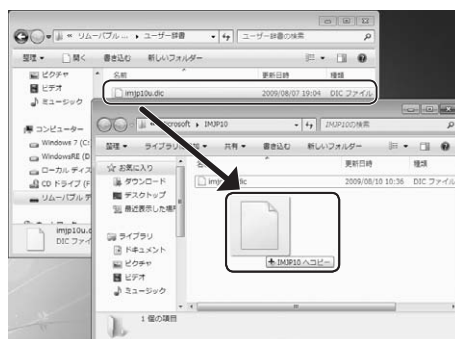 « リムーバブル... ▸ ユーザー辞書
ユーザー辞書の検索
整理 ▾ 開く 書き込む 新しいフォルダー
ピクチャ
ビデオ
ミュージック
名前 更新日時 種類
imjp10u.dic 2009/08/07 19:04 DIC ファイル
コンピューター
Windows 7 (C:
WindowsRE (D
ローカル ディス
CD ドライブ (F
リムーバブル デ
imjp10u.d
DIC ファイ
Microsoft ▸ IMJP10
IMJP10の検索
整理 ▾ ライブラリ 共有 ▾ 書き込む 新しいフォルダー
お気に入り
ダウンロード
デスクトップ
最近表示した場所
ライブラリ
ドキュメント
ピクチャ
ビデオ
ミュージック
更新日時 種類
2009/08/10 10:36 DIC ファイル
IMJP10 へコピー
1 個の項目